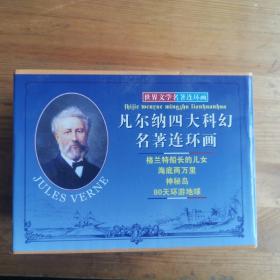 世界文学名著连环画
shijie wenxue mingzhu lianhuanhua
凡尔纳四大科幻
名著连环画
格兰特船长的儿女
海底两万里
神秘岛
80天环游地球
JULES VERNE